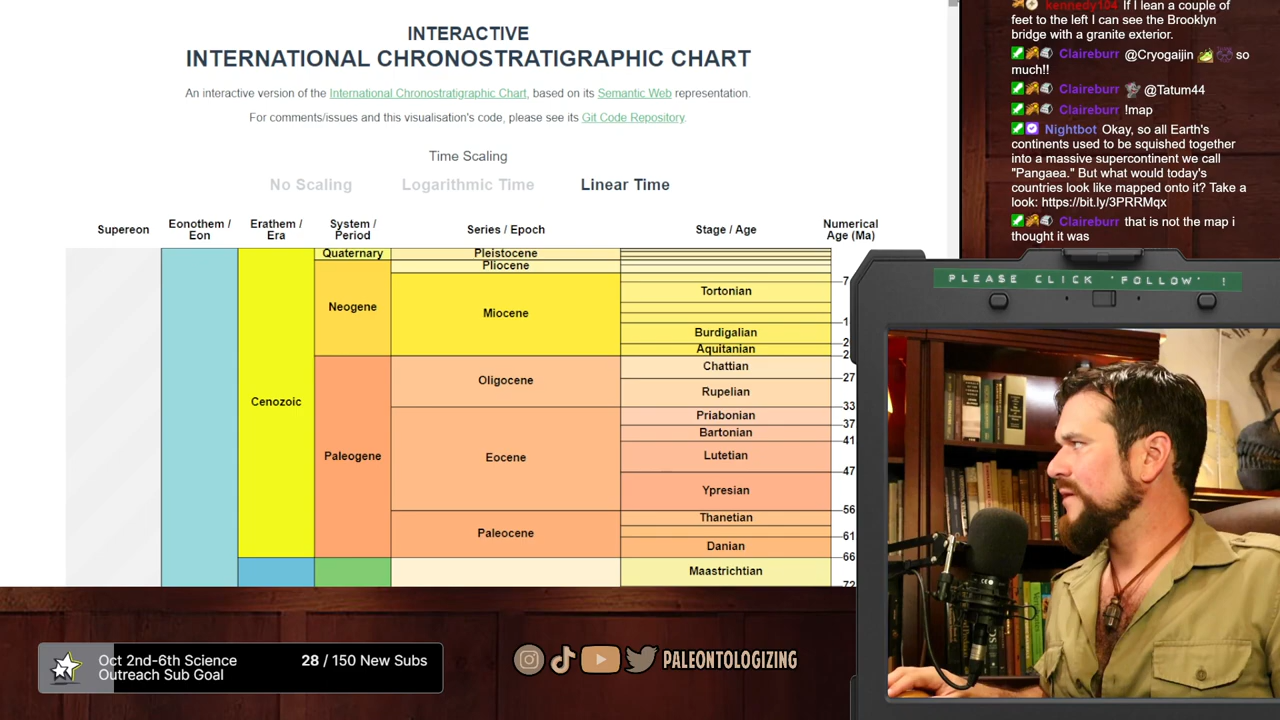 INTERACTIVE
INTERNATIONAL CHRONOSTRATIGRAPHIC CHART
An interactive version of the International Chronostratigraphic Chart, based on its Semantic Web representation.
For comments/issues and this visualisation's code, please see its Git Code Repository.
Time Scaling
No Scaling
Logarithmic Time
Linear Time
Supereon
Eonothem /
Eon
Erathem /
Era
System /
Period
Series / Epoch
Stage / Age
Numerical
Age (Ma)
Quaternary
Pleistocene
Pliocene
Neogene
Miocene
Tortonian
7
Burdigalian
Aquitanian
Cenozoic
Paleogene
Oligocene
Chattian
27
Rupelian
33
Eocene
Priabonian
37
Bartonian
41
Lutetian
47
Ypresian
56
Paleocene
Thanetian
61
Danian
66
Maastrichtian
72
kennedy104 If I lean a couple of
feet to the left I can see the Brooklyn
bridge with a granite exterior.
Claireburr @Cryogaijin so
much!!
Claireburr @Tatum44
Claireburr !map
Nightbot Okay, so all Earth's
continents used to be squished together
into a massive supercontinent we call
"Pangaea." But what would today's
countries look like mapped onto it? Take a
look: https://bit.ly/3PRRMqx
Claireburr that is not the map i
thought it was
PLEASE CLICK 'FOLLOW' !
Oct 2nd-6th Science
Outreach Sub Goal
28 / 150 New Subs
PALEONTOLOGIZING